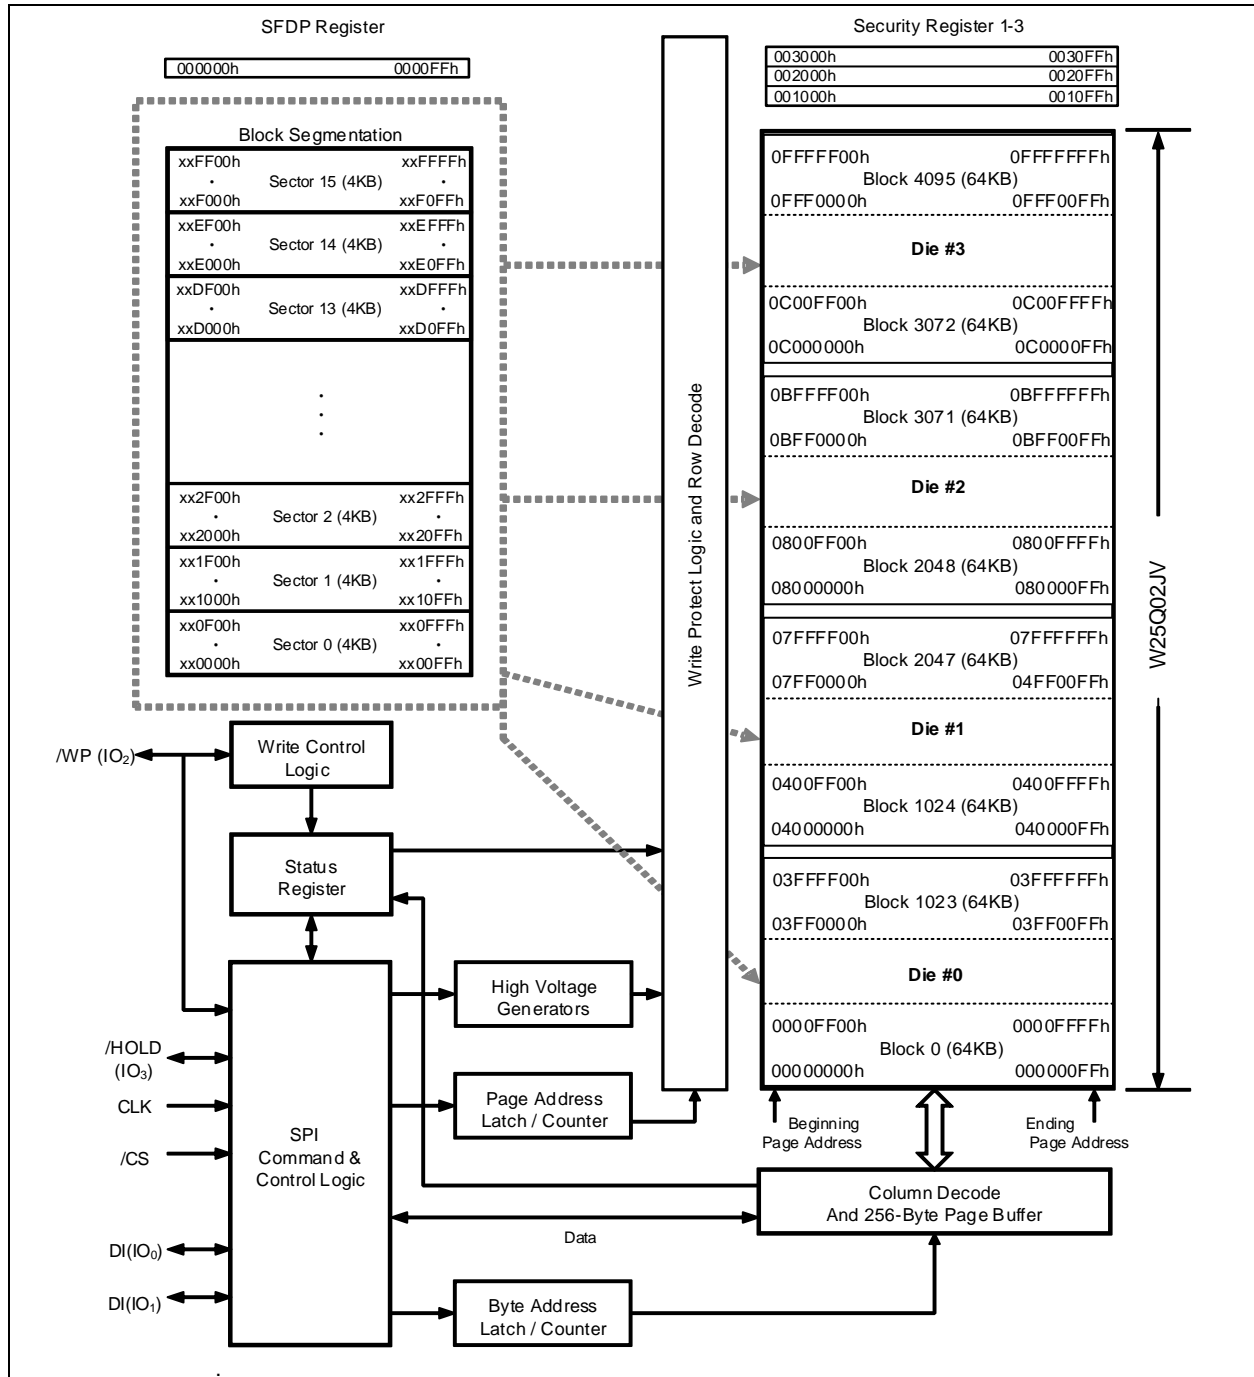 SFDP Register
000000h 0000FFh
Security Register 1-3
003000h 0030FFh
002000h 0020FFh
001000h 0010FFh
Block Segmentation
xxFF00h xxFFFFh
Sector 15 (4KB)
xxF000h xxF0FFh
xxEF00h xxEFFFh
Sector 14 (4KB)
xxE000h xxE0FFh
xxDF00h xxDFFFh
Sector 13 (4KB)
xxD000h xxD0FFh
xx2F00h xx2FFFh
Sector 2 (4KB)
xx2000h xx20FFh
xx1F00h xx1FFFh
Sector 1 (4KB)
xx1000h xx10FFh
xx0F00h xx0FFFh
Sector 0 (4KB)
xx0000h xx00FFh
Write Protect Logic and Row Decode
0FFFFF00h 0FFFFFFFh
Block 4095 (64KB)
0FFF0000h 0FFF00FFh
Die #3
0C00FF00h 0C00FFFFh
Block 3072 (64KB)
0C000000h 0C0000FFh
0BFFFF00h 0BFFFFFFh
Block 3071 (64KB)
0BFF0000h 0BFF00FFh
Die #2
0800FF00h 0800FFFFh
Block 2048 (64KB)
08000000h 080000FFh
07FFFF00h 07FFFFFFh
Block 2047 (64KB)
07FF0000h 04FF00FFh
Die #1
0400FF00h 0400FFFFh
Block 1024 (64KB)
04000000h 040000FFh
03FFFF00h 03FFFFFFh
Block 1023 (64KB)
03FF0000h 03FF00FFh
Die #0
0000FF00h 0000FFFFh
Block 0 (64KB)
00000000h 000000FFh
W25Q02JV
Beginning
Page Address
Ending
Page Address
/WP (IO₂)
Write Control
Logic
Status
Register
High Voltage
Generators
Page Address
Latch / Counter
/HOLD
(IO₃)
CLK
/CS
DI(IO₀)
DI(IO₁)
SPI
Command &
Control Logic
Column Decode
And 256-Byte Page Buffer
Data
Byte Address
Latch / Counter